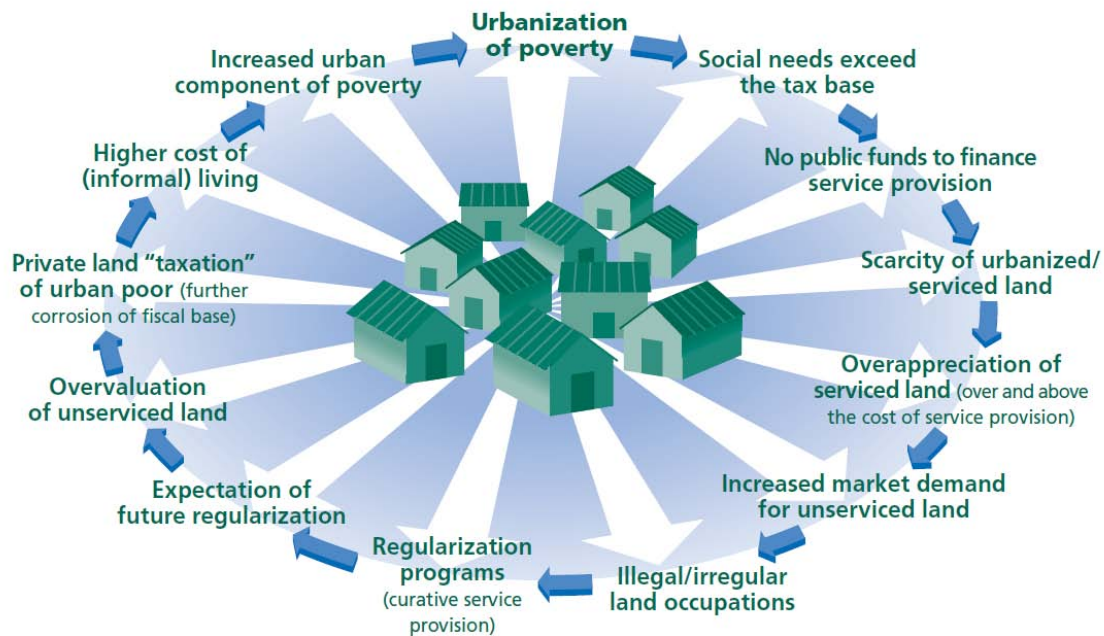 Urbanization
of poverty
Social needs exceed
the tax base
No public funds to finance
service provision
Scarcity of urbanized/
serviced land
Overappreciation of
serviced land (over and above
the cost of service provision)
Increased market demand
for unserviced land
Illegal/irregular
land occupations
Regularization
programs
(curative service
provision)
Expectation of
future regularization
Overvaluation
of unserviced land
Private land “taxation”
of urban poor (further
corrosion of fiscal base)
Higher cost of
(informal) living
Increased urban
component of poverty